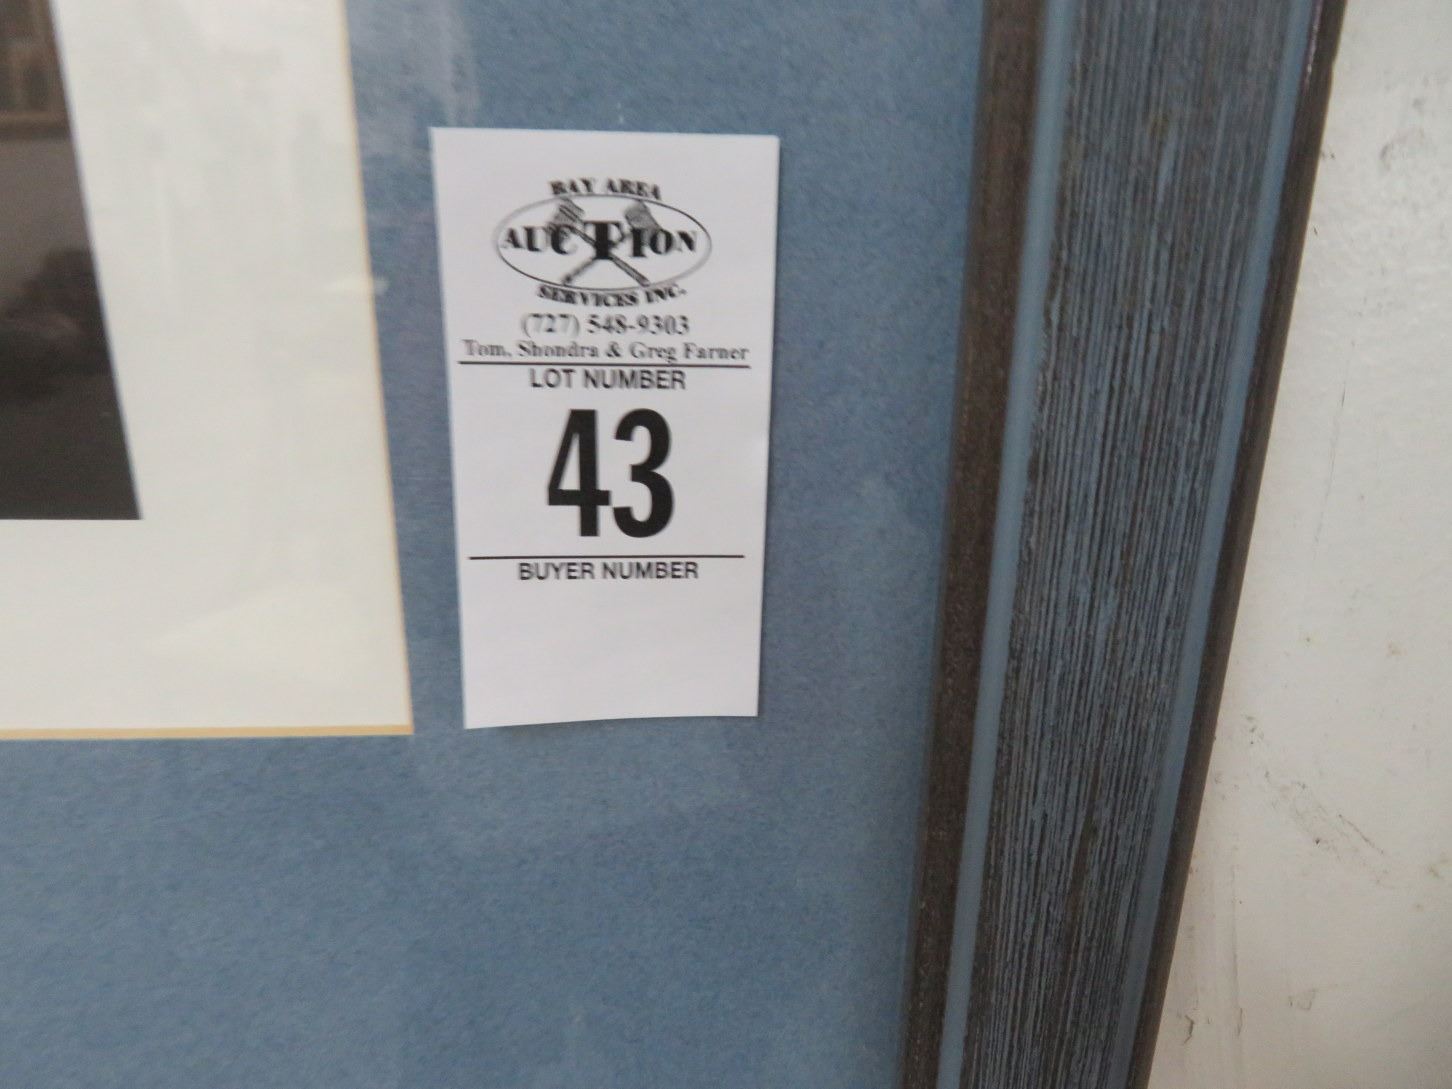 BAY AREA
AUCTION
SERVICES INC.
(727) 548-9303
Tom, Shondra & Greg Farner
LOT NUMBER
43
BUYER NUMBER